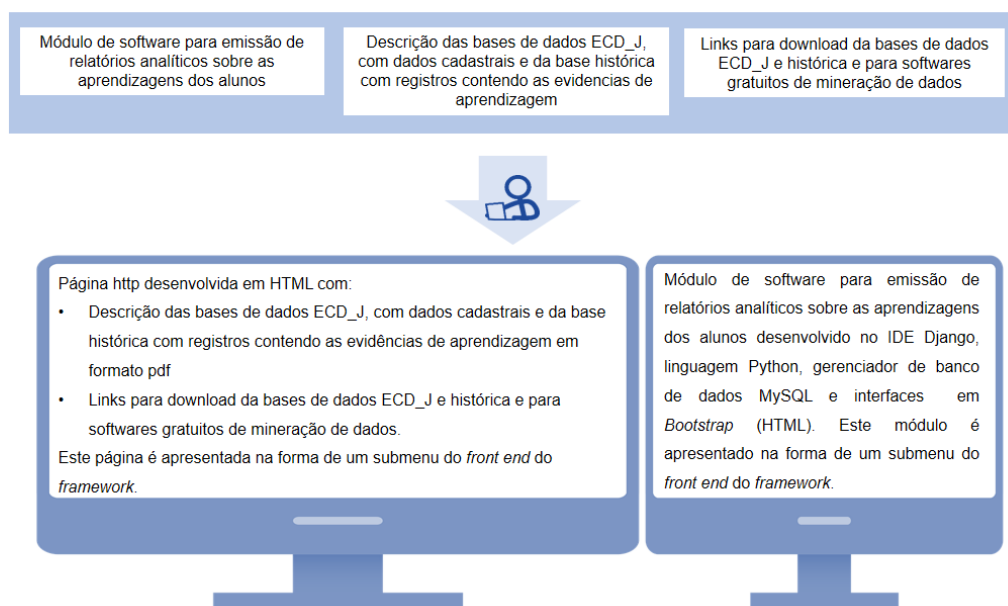 Módulo de software para emissão de
relatórios analíticos sobre as
aprendizagens dos alunos
Descrição das bases de dados ECD_J,
com dados cadastrais e da base histórica
com registros contendo as evidencias de
aprendizagem
Links para download da bases de dados
ECD_J e histórica e para softwares
gratuitos de mineração de dados
Página http desenvolvida em HTML com:
• Descrição das bases de dados ECD_J, com dados cadastrais e da base
histórica com registros contendo as evidências de aprendizagem em
formato pdf
• Links para download da bases de dados ECD_J e histórica e para
softwares gratuitos de mineração de dados.
Este página é apresentada na forma de um submenu do front end do
framework.
Módulo de software para emissão de
relatórios analíticos sobre as aprendizagens
dos alunos desenvolvido no IDE Django,
linguagem Python, gerenciador de banco
de dados MySQL e interfaces em
Bootstrap (HTML). Este módulo é
apresentado na forma de um submenu do
front end do framework.